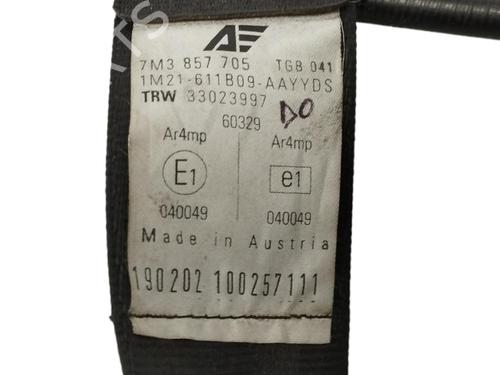 AE
7M3 857 705 TGB 041
1M21-611B09-AAYYDS
TRW 33023997
60329 DO
Ar4mp Ar4mp
E1 e1
040049 040049
Made in Austria
190202 100257111